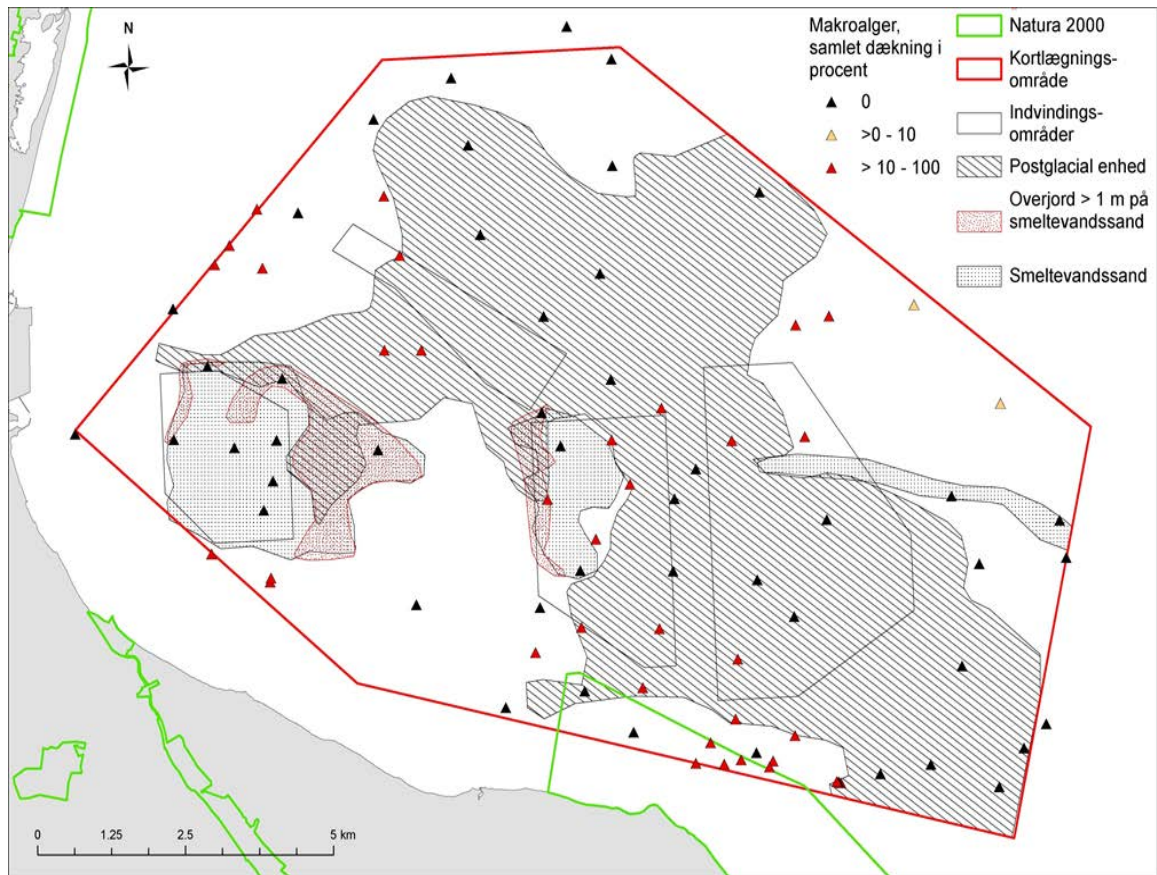 N
Makroalger,
samlet dækning i
procent
0
>0 - 10
> 10 - 100
Natura 2000
Kortlægnings-
område
Indvindings-
områder
Postglacial enhed
Overjord > 1 m på
smeltevandssand
Smeltevandssand
0 1.25 2.5 5 km